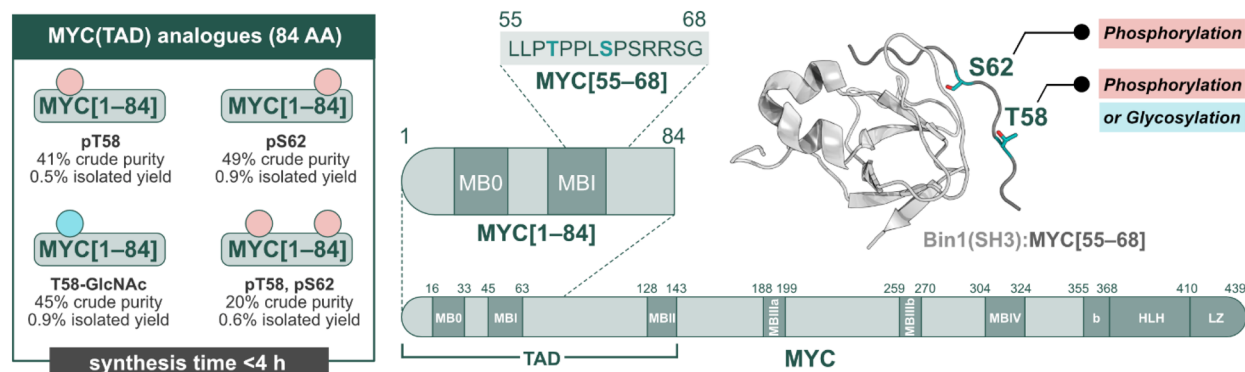 MYC(TAD) analogues (84 AA)
MYC[1–84]
pT58
41% crude purity
0.5% isolated yield
MYC[1–84]
pS62
49% crude purity
0.9% isolated yield
MYC[1–84]
T58-GlcNAc
45% crude purity
0.9% isolated yield
MYC[1–84]
pT58, pS62
20% crude purity
0.6% isolated yield
synthesis time <4 h
55 68
LLPTPPLSPSRRSG
MYC[55–68]
1 84
MB0 MBI
MYC[1–84]
S62
Phosphorylation
T58
Phosphorylation
or Glycosylation
Bin1(SH3):MYC[55–68]
16 33 45 63 128 143 188 199 259 270 304 324 355 368 410 439
MB0 MBI MBII MBIIIa MBIIIb MBIV b HLH LZ
TAD
MYC